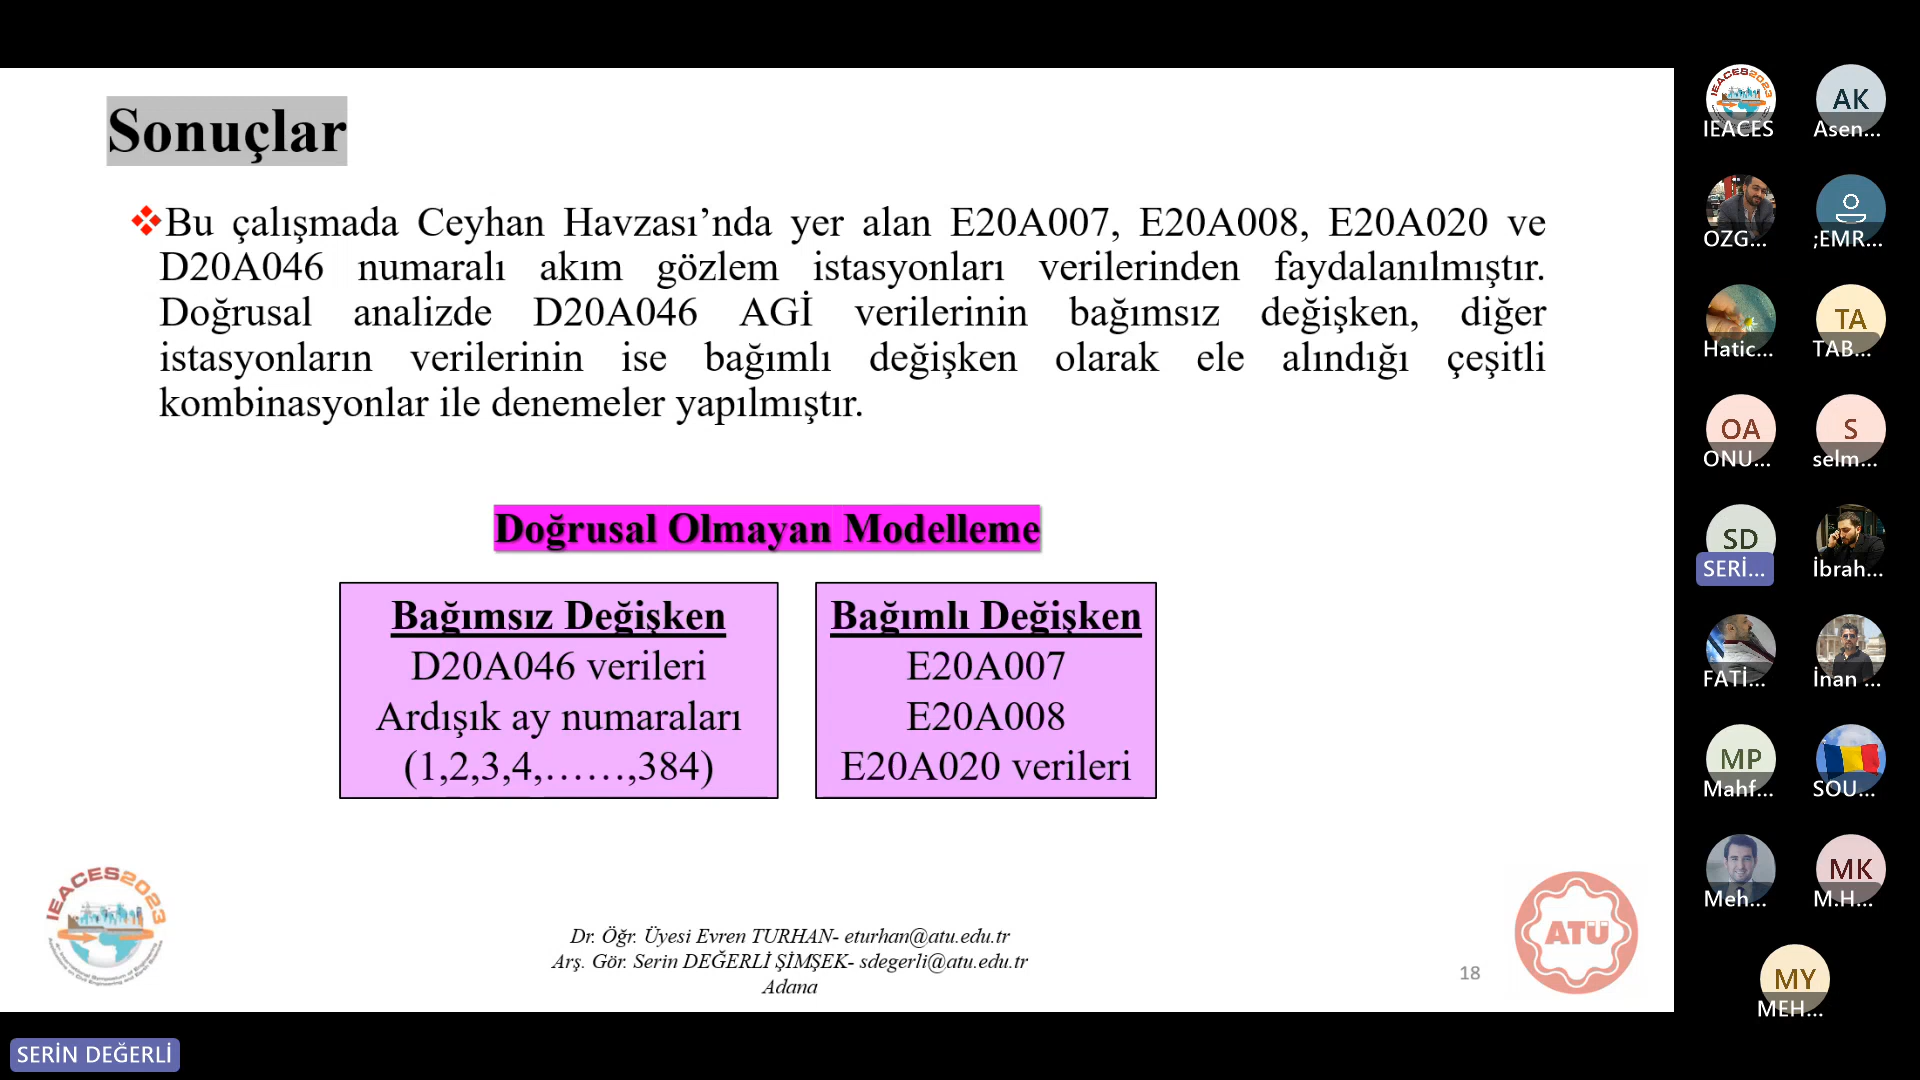 Sonuçlar
Bu çalışmada Ceyhan Havzası’nda yer alan E20A007, E20A008, E20A020 ve
D20A046 numaralı akım gözlem istasyonları verilerinden faydalanılmıştır.
Doğrusal analizde D20A046 AGİ verilerinin bağımsız değişken, diğer
istasyonların verilerinin ise bağımlı değişken olarak ele alındığı çeşitli
kombinasyonlar ile denemeler yapılmıştır.
Doğrusal Olmayan Modelleme
Bağımsız Değişken
D20A046 verileri
Ardışık ay numaraları
(1,2,3,4,……,384)
Bağımlı Değişken
E20A007
E20A008
E20A020 verileri
IEACES2023
Dr. Öğr. Üyesi Evren TURHAN- eturhan@atu.edu.tr
Arş. Gör. Serin DEĞERLİ ŞİMŞEK- sdegerli@atu.edu.tr
Adana
18
ATÜ
SERİN DEĞERLİ
IEACES2023
IEACES
AK
Asen...
OZG...
;EMR...
Hatic...
TA
TAB...
OA
ONU...
S
selm...
SD
SERİ...
İbrah...
FATİ...
İnan ...
MP
Mahf...
SOU...
Meh...
MK
M.H...
MY
MEH...